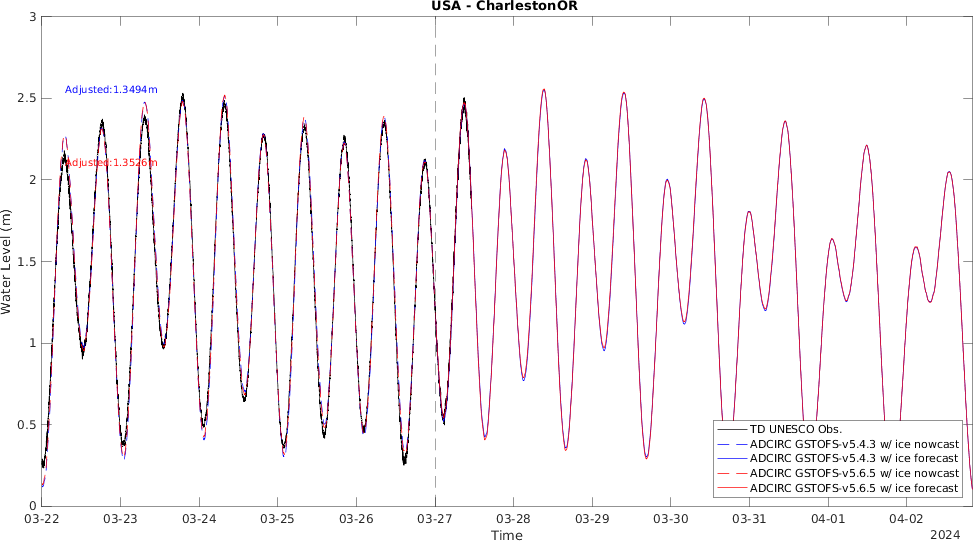 USA - CharlestonOR
3
2.5
2
1.5
1
0.5
0
Water Level (m)
Adjusted:1.3494m
Adjusted:1.3526m
TD UNESCO Obs.
ADCIRC GSTOFS-v5.4.3 w/ ice nowcast
ADCIRC GSTOFS-v5.4.3 w/ ice forecast
ADCIRC GSTOFS-v5.6.5 w/ ice nowcast
ADCIRC GSTOFS-v5.6.5 w/ ice forecast
03-22 03-23 03-24 03-25 03-26 03-27 03-28 03-29 03-30 03-31 04-01 04-02
Time
2024